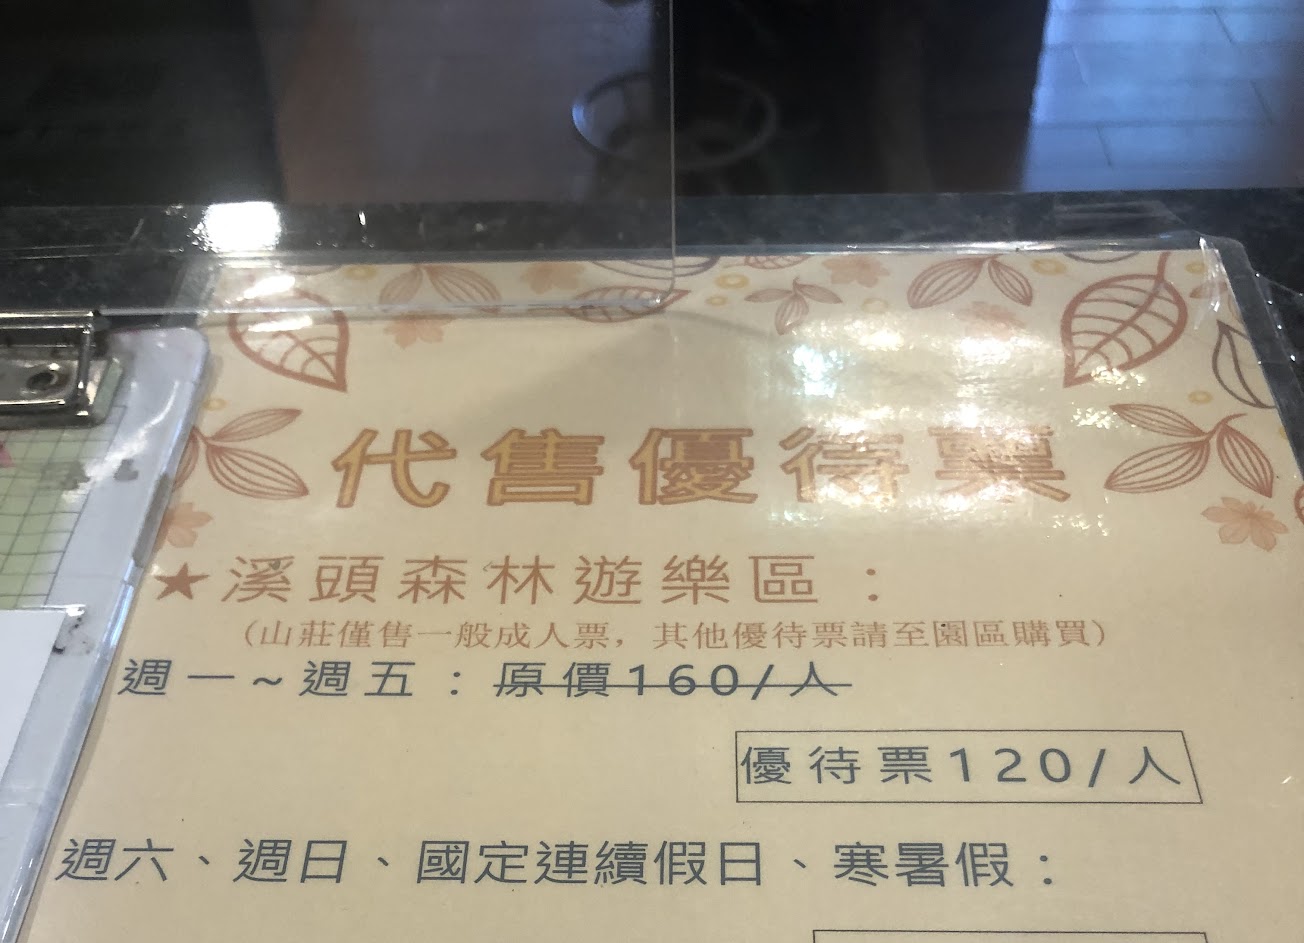 代售優待票
★溪頭森林遊樂區：
（山莊僅售一般成人票，其他優待票請至園區購買）
週一~週五：原價160/人
優待票120/人
週六、週日、國定連續假日、寒暑假：